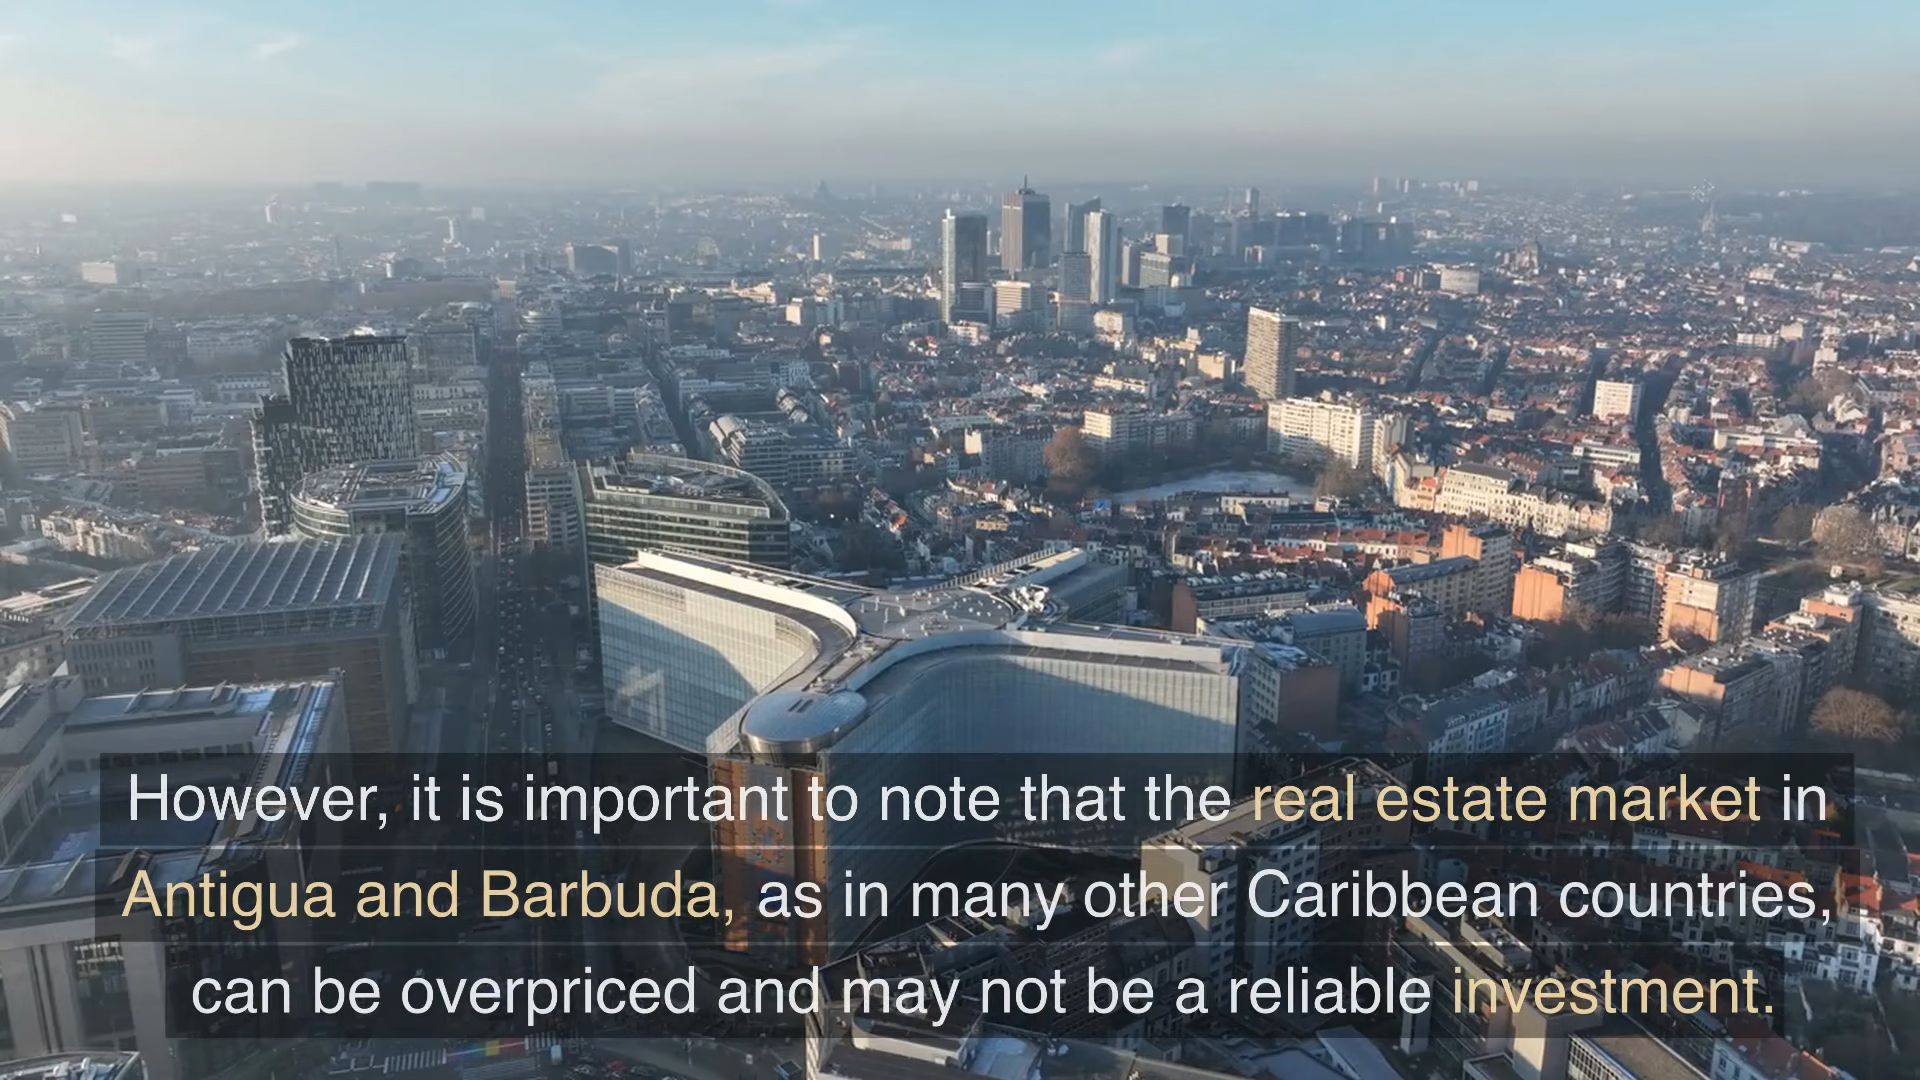 However, it is important to note that the real estate market in
Antigua and Barbuda, as in many other Caribbean countries,
can be overpriced and may not be a reliable investment.